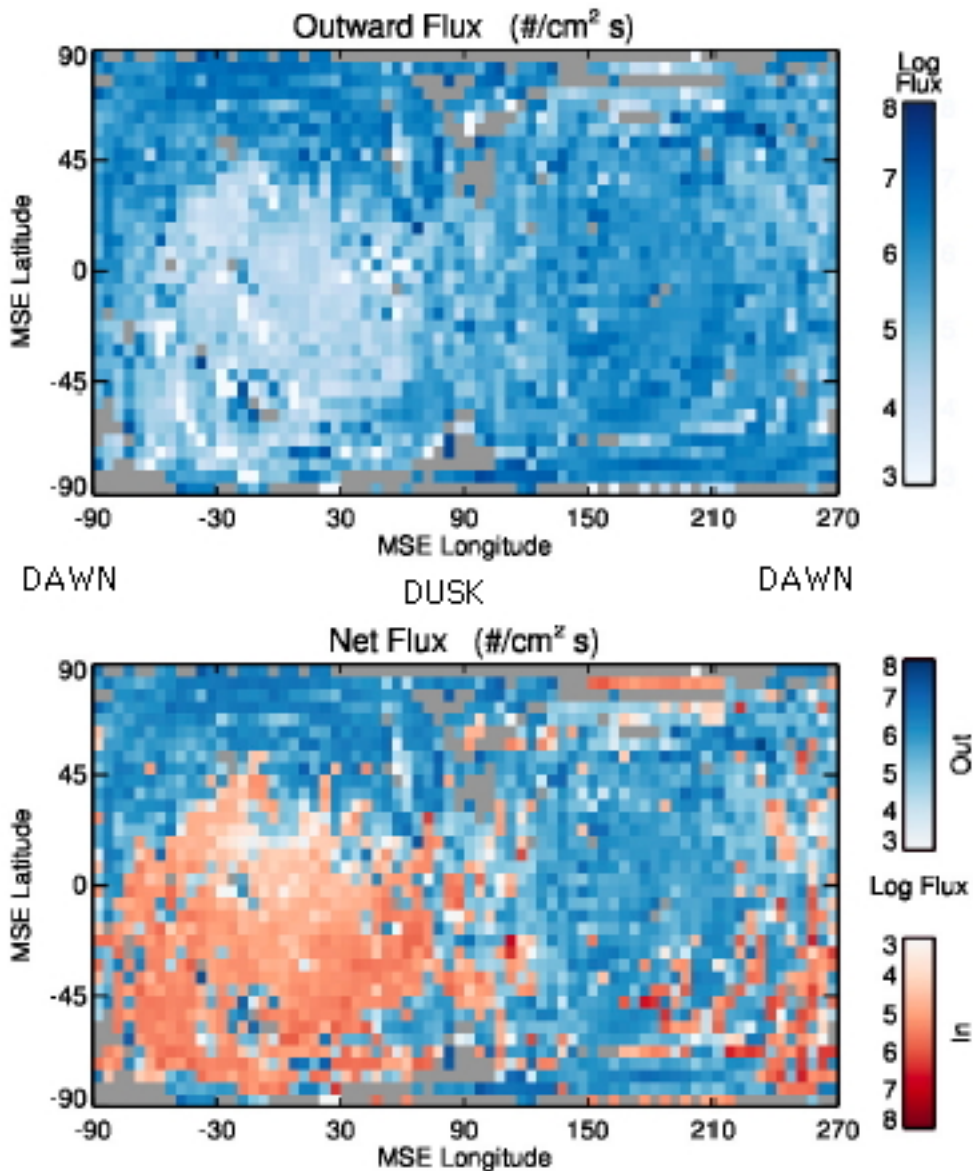 Outward Flux (#/cm² s)
Log
Flux
90
45
0
-45
-90
MSE Latitude
8
7
6
5
4
3
-90 -30 30 90 150 210 270
MSE Longitude
DAWN DUSK DAWN
Net Flux (#/cm² s)
90
45
0
-45
-90
MSE Latitude
8
7
6
5
4
3
Out
Log Flux
3
4
5
6
7
8
In
-90 -30 30 90 150 210 270
MSE Longitude